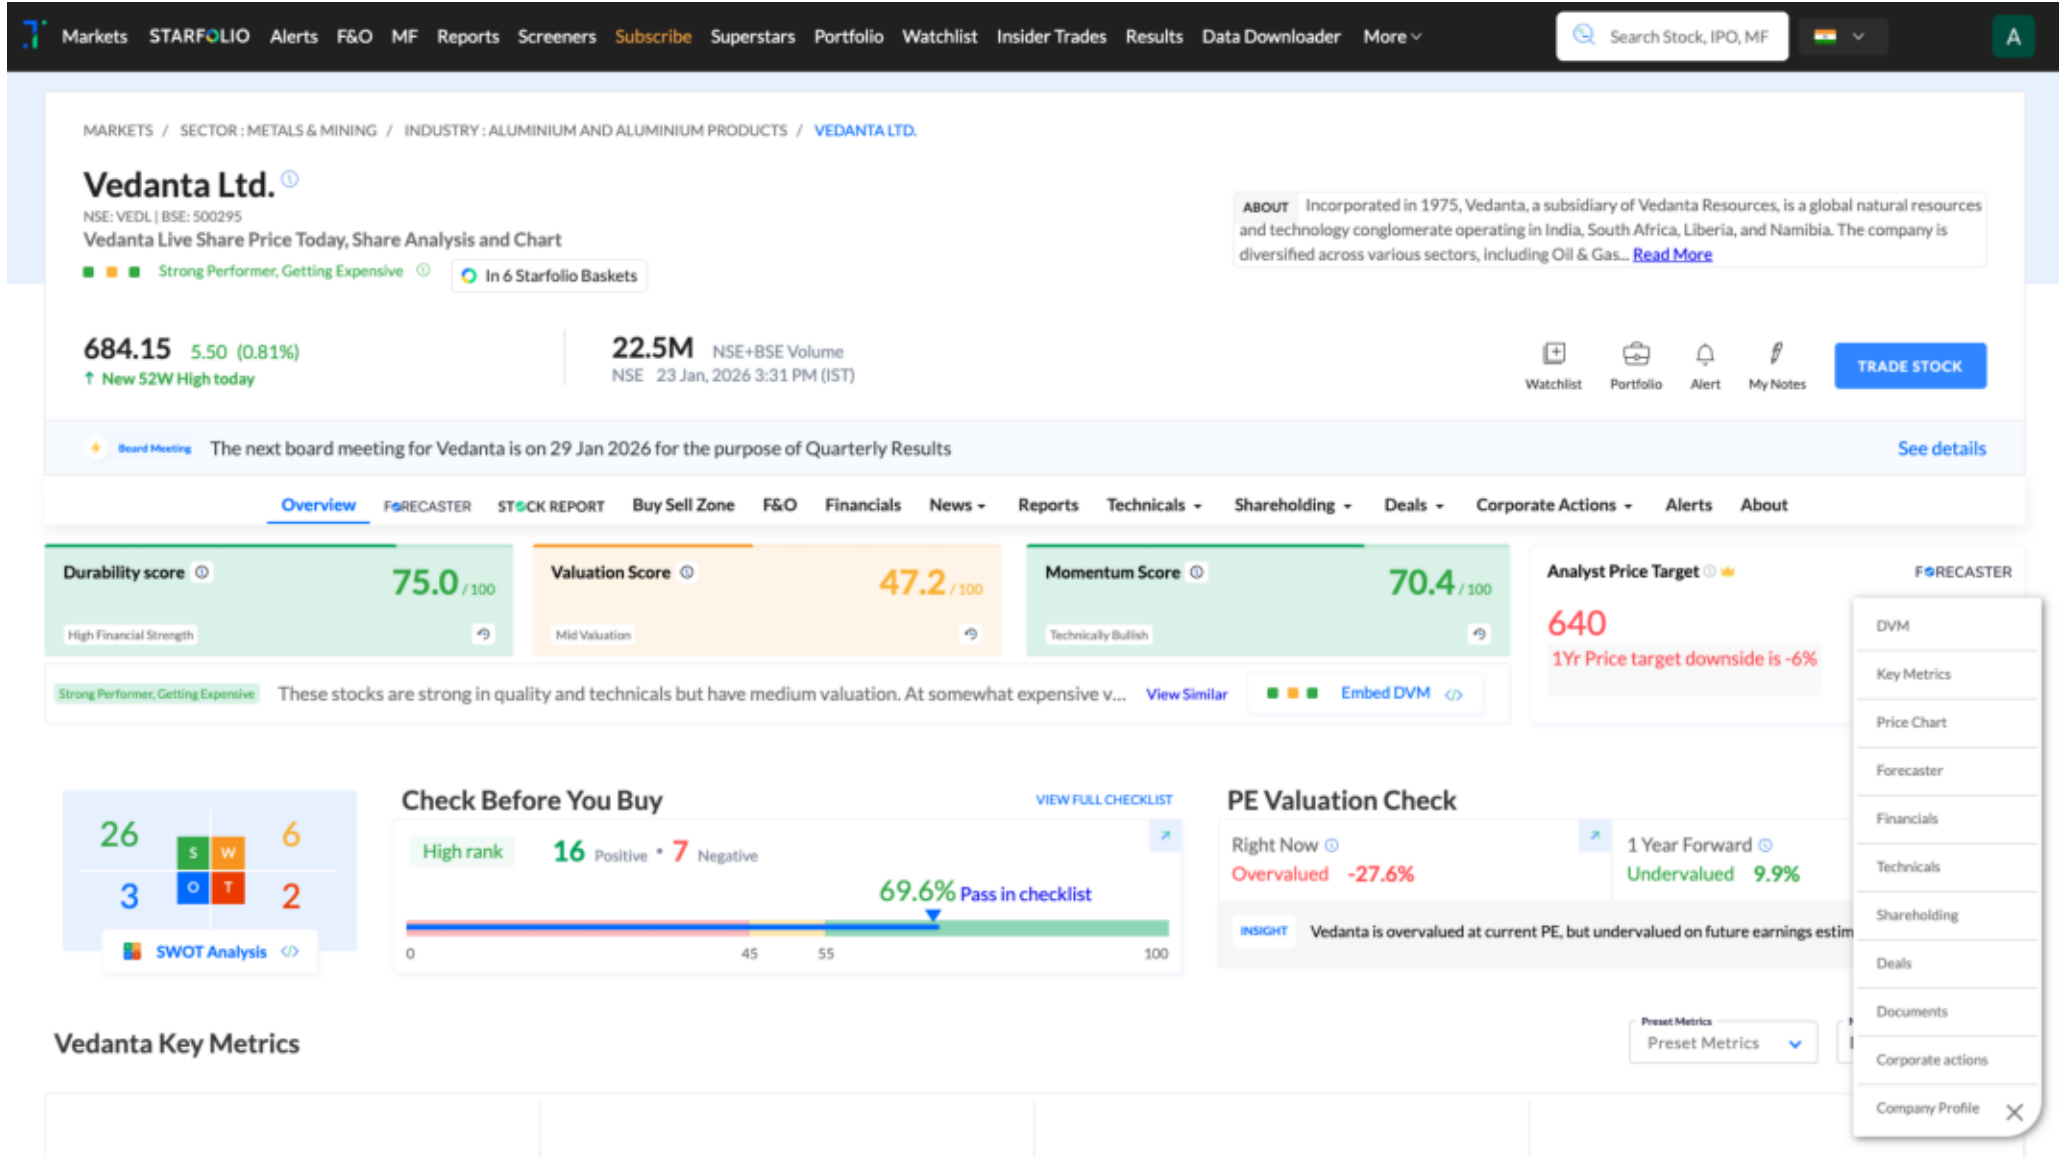 Markets STARFOLIO Alerts F&O MF Reports Screeners Subscribe Superstars Portfolio Watchlist Insider Trades Results Data Downloader More Search Stock, IPO, MF A
MARKETS / SECTOR : METALS & MINING / INDUSTRY : ALUMINIUM AND ALUMINIUM PRODUCTS / VEDANTA LTD.
Vedanta Ltd.
NSE: VEDL | BSE: 500295
Vedanta Live Share Price Today, Share Analysis and Chart
Strong Performer, Getting Expensive In 6 Starfolio Baskets
ABOUT Incorporated in 1975, Vedanta, a subsidiary of Vedanta Resources, is a global natural resources
and technology conglomerate operating in India, South Africa, Liberia, and Namibia. The company is
diversified across various sectors, including Oil & Gas... Read More
684.15 5.50 (0.81%)
↑ New 52W High today
22.5M NSE+BSE Volume
NSE 23 Jan, 2026 3:31 PM (IST)
Watchlist Portfolio Alert My Notes TRADE STOCK
Board Meeting The next board meeting for Vedanta is on 29 Jan 2026 for the purpose of Quarterly Results See details
Overview FORECASTER STOCK REPORT Buy Sell Zone F&O Financials News Reports Technicals Shareholding Deals Corporate Actions Alerts About
Durability score 75.0 / 100
High Financial Strength
Valuation Score 47.2 / 100
Mid Valuation
Momentum Score 70.4 / 100
Technically Bullish
Analyst Price Target FORECASTER
640
1Yr Price target downside is -6%
Strong Performer, Getting Expensive These stocks are strong in quality and technicals but have medium valuation. At somewhat expensive v... View Similar Embed DVM </>
26 S W 6
3 O T 2
SWOT Analysis </>
Check Before You Buy VIEW FULL CHECKLIST
High rank 16 Positive • 7 Negative
69.6% Pass in checklist
0 45 55 100
PE Valuation Check
Right Now 1 Year Forward
Overvalued -27.6% Undervalued 9.9%
INSIGHT Vedanta is overvalued at current PE, but undervalued on future earnings estim
Vedanta Key Metrics
Preset Metrics
Preset Metrics
DVM
Key Metrics
Price Chart
Forecaster
Financials
Technicals
Shareholding
Deals
Documents
Corporate actions
Company Profile